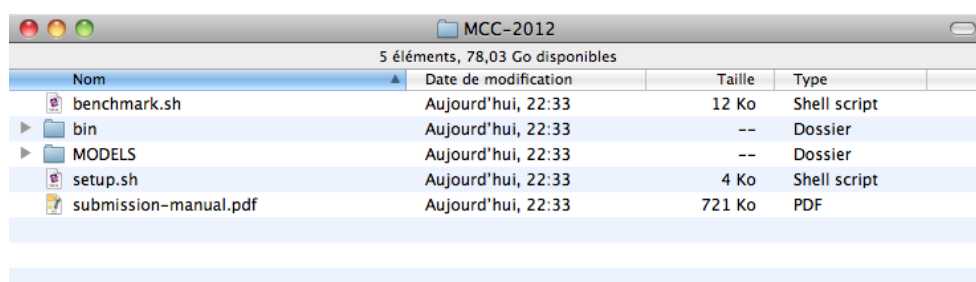 MCC-2012
5 éléments, 78,03 Go disponibles
Nom Date de modification Taille Type
benchmark.sh Aujourd'hui, 22:33 12 Ko Shell script
bin Aujourd'hui, 22:33 -- Dossier
MODELS Aujourd'hui, 22:33 -- Dossier
setup.sh Aujourd'hui, 22:33 4 Ko Shell script
submission-manual.pdf Aujourd'hui, 22:33 721 Ko PDF